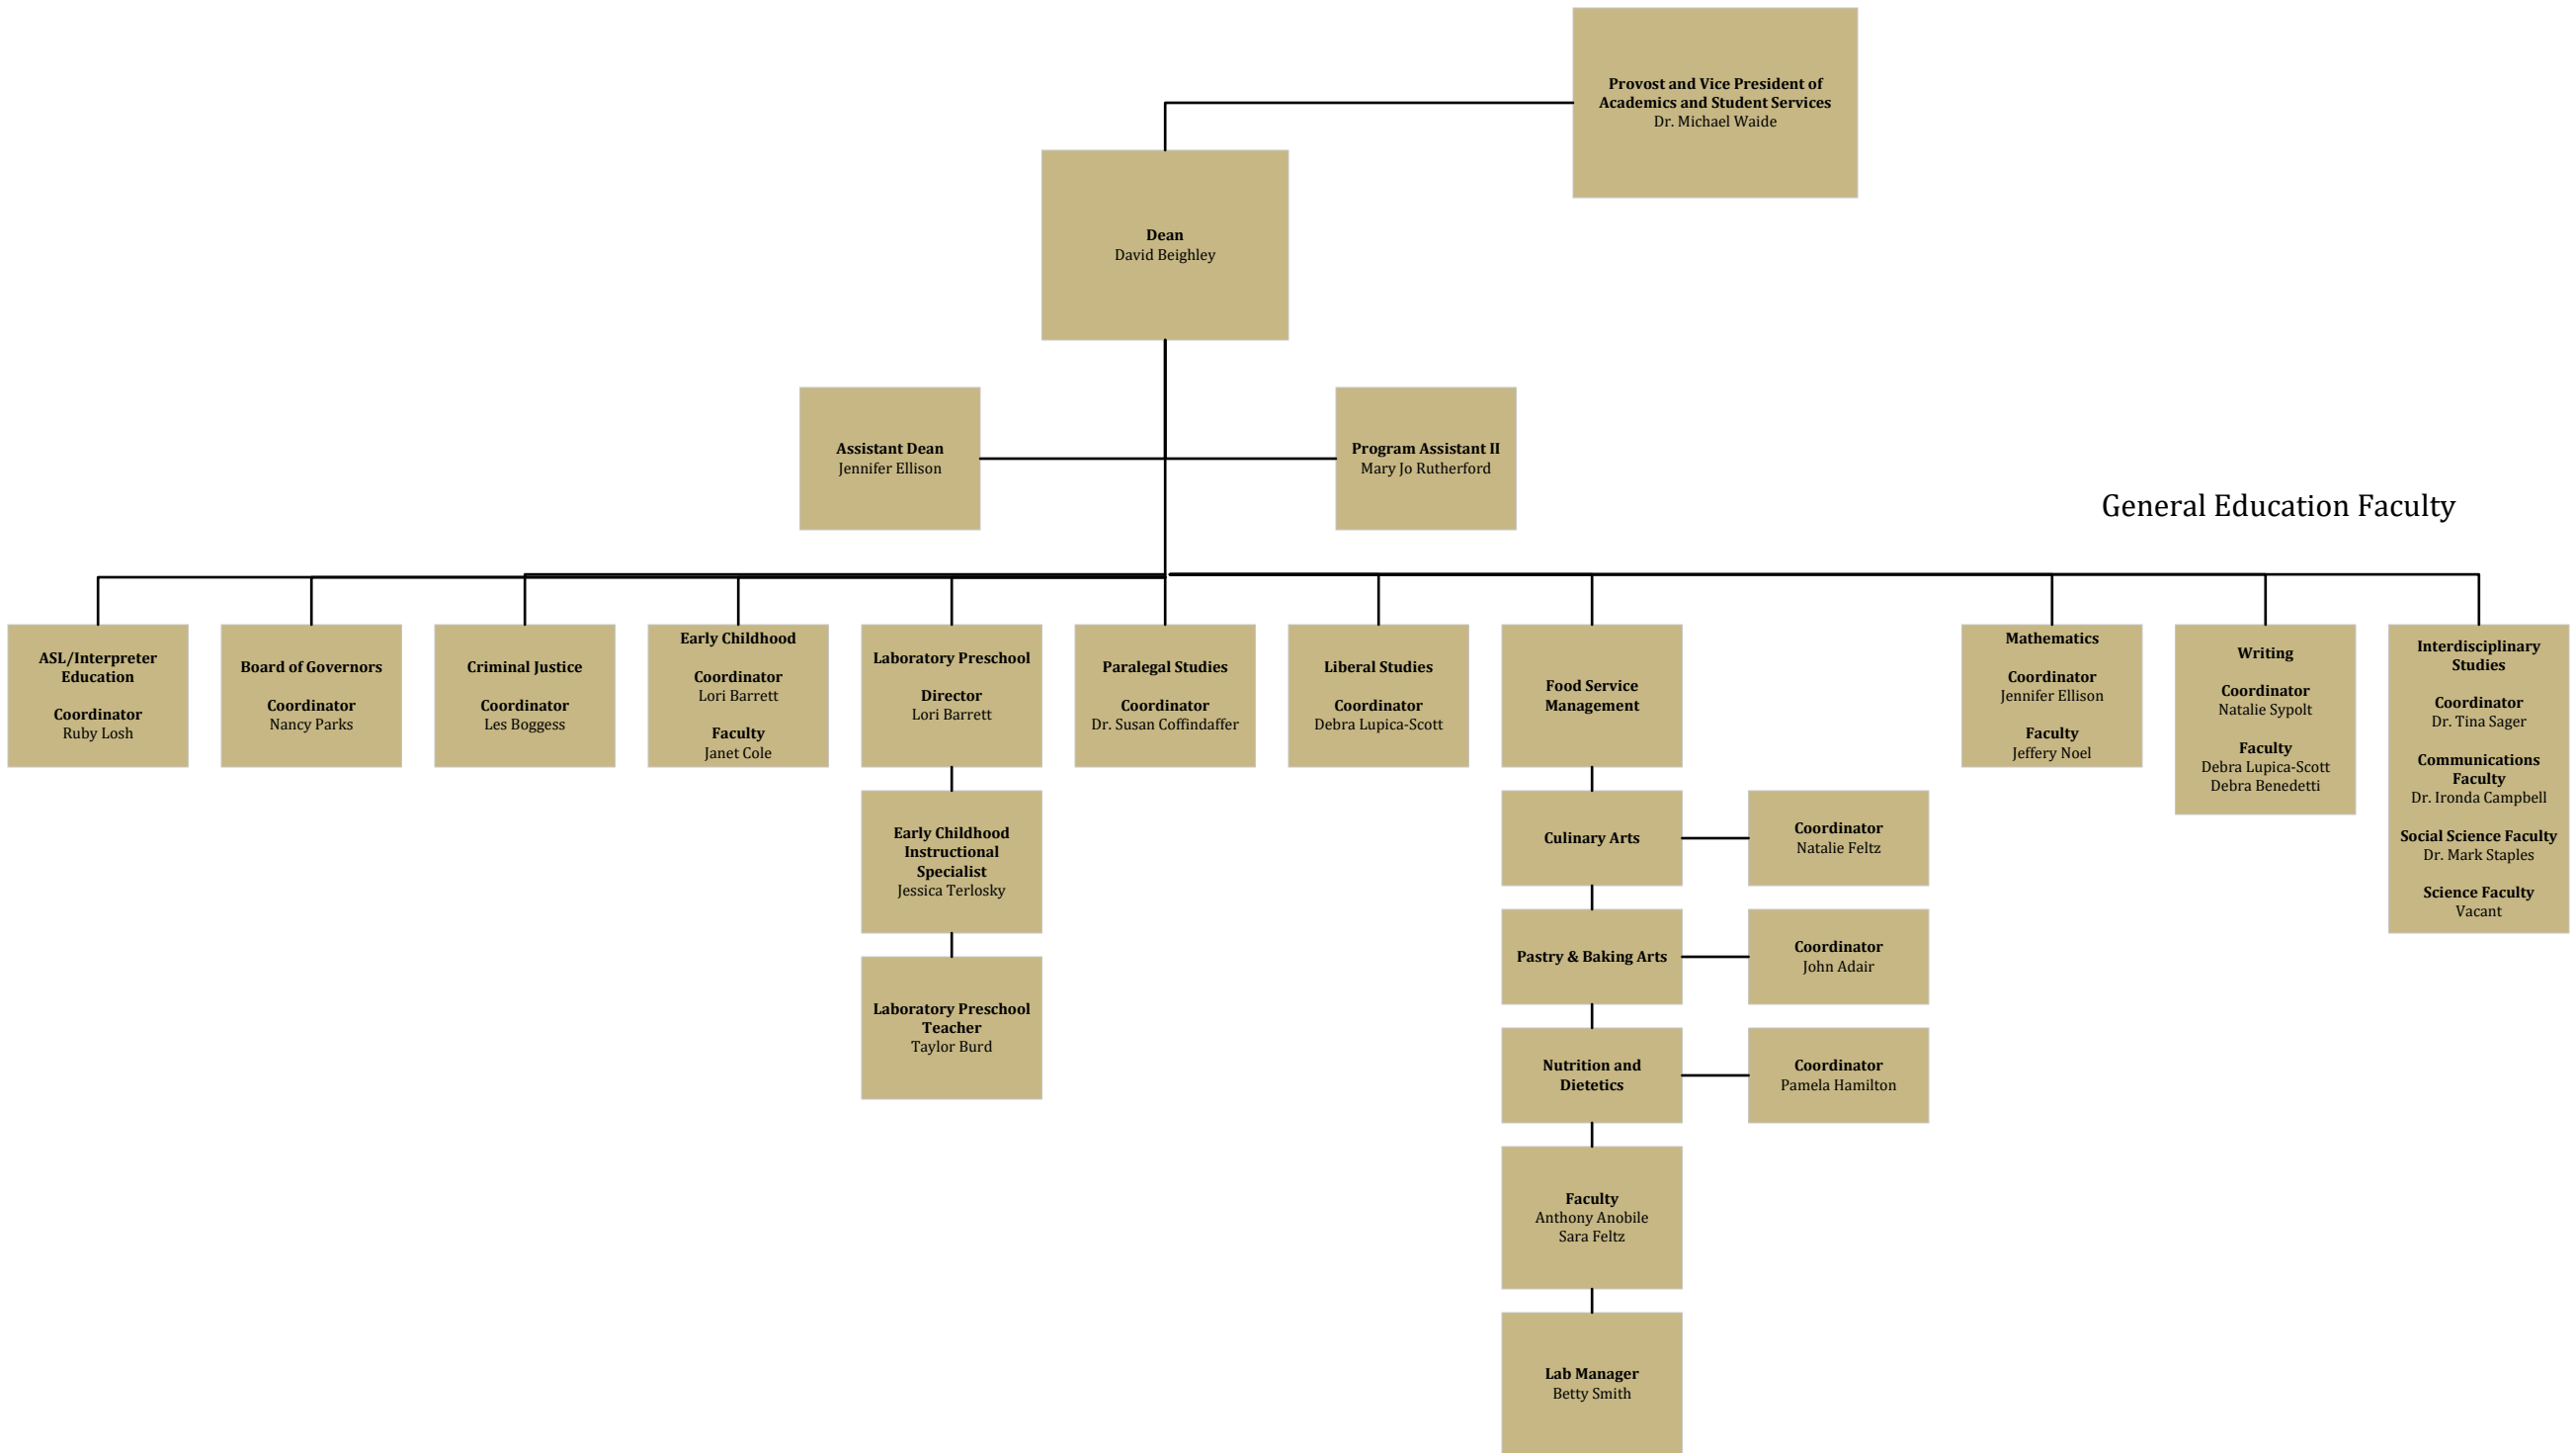 Provost and Vice President of
Academics and Student Services
Dr. Michael Waide
Dean
David Beighley
Assistant Dean
Jennifer Ellison
Program Assistant II
Mary Jo Rutherford
General Education Faculty
ASL/Interpreter
Education
Coordinator
Ruby Losh
Board of Governors
Coordinator
Nancy Parks
Criminal Justice
Coordinator
Les Boggess
Early Childhood
Coordinator
Lori Barrett
Faculty
Janet Cole
Laboratory Preschool
Director
Lori Barrett
Early Childhood
Instructional
Specialist
Jessica Terlosky
Laboratory Preschool
Teacher
Taylor Burd
Paralegal Studies
Coordinator
Dr. Susan Coffindaffer
Liberal Studies
Coordinator
Debra Lupica-Scott
Food Service
Management
Culinary Arts
Coordinator
Natalie Feltz
Pastry & Baking Arts
Coordinator
John Adair
Nutrition and
Dietetics
Coordinator
Pamela Hamilton
Faculty
Anthony Anobile
Sara Feltz
Lab Manager
Betty Smith
Mathematics
Coordinator
Jennifer Ellison
Faculty
Jeffery Noel
Writing
Coordinator
Natalie Sypolt
Faculty
Debra Lupica-Scott
Debra Benedetti
Interdisciplinary
Studies
Coordinator
Dr. Tina Sager
Communications
Faculty
Dr. Ironda Campbell
Social Science Faculty
Dr. Mark Staples
Science Faculty
Vacant